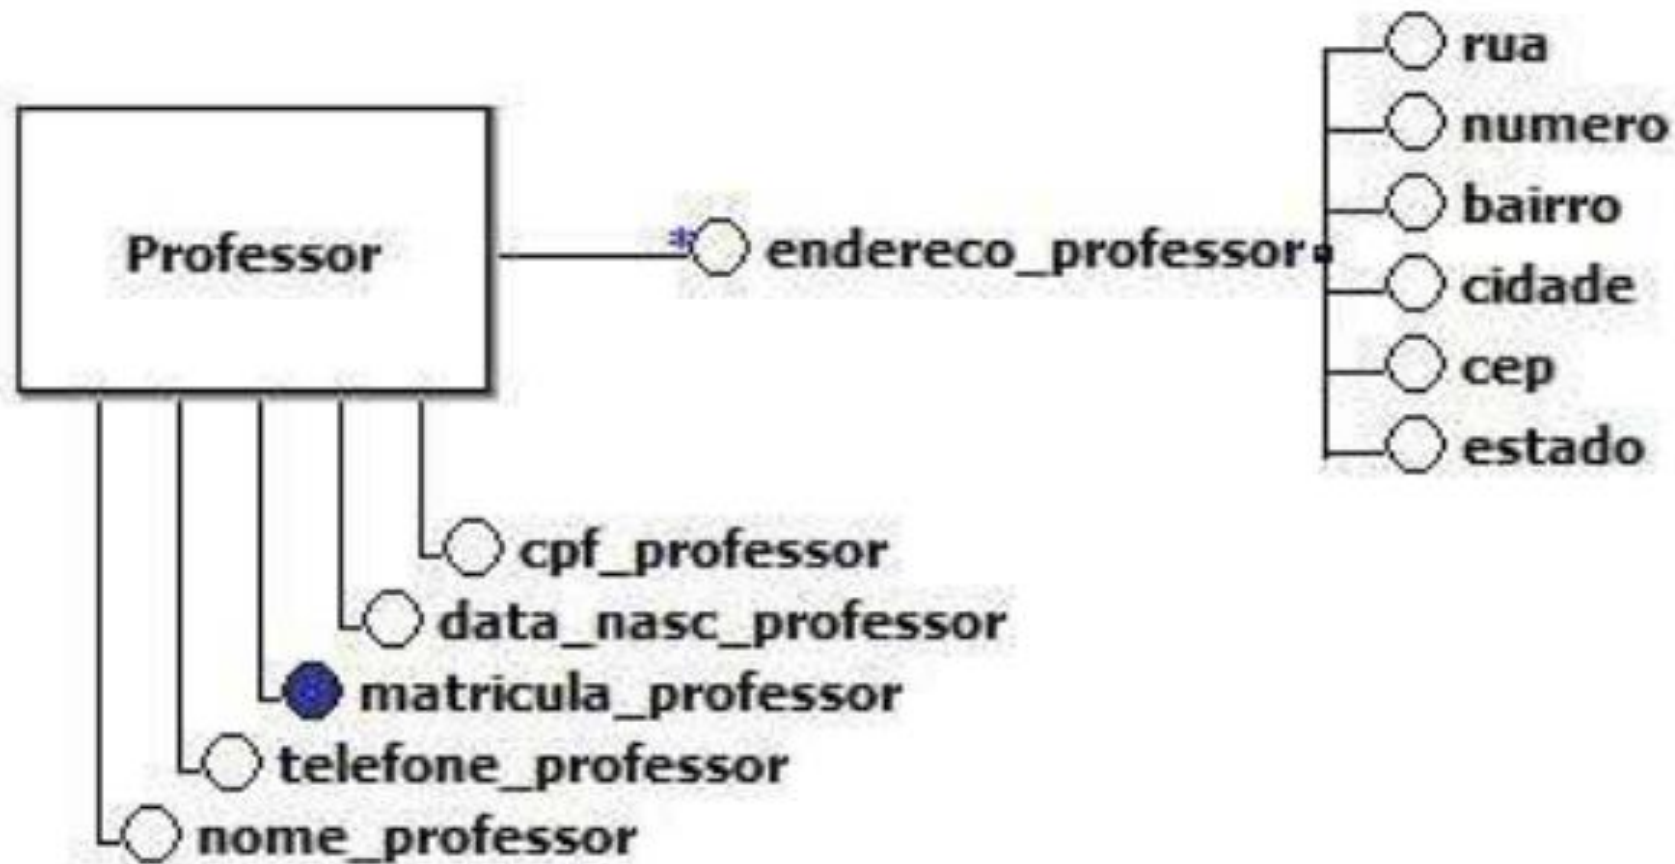 rua
numero
bairro
Professor
*
endereco_professor
cidade
cep
estado
cpf_professor
data_nasc_professor
matricula_professor
telefone_professor
nome_professor